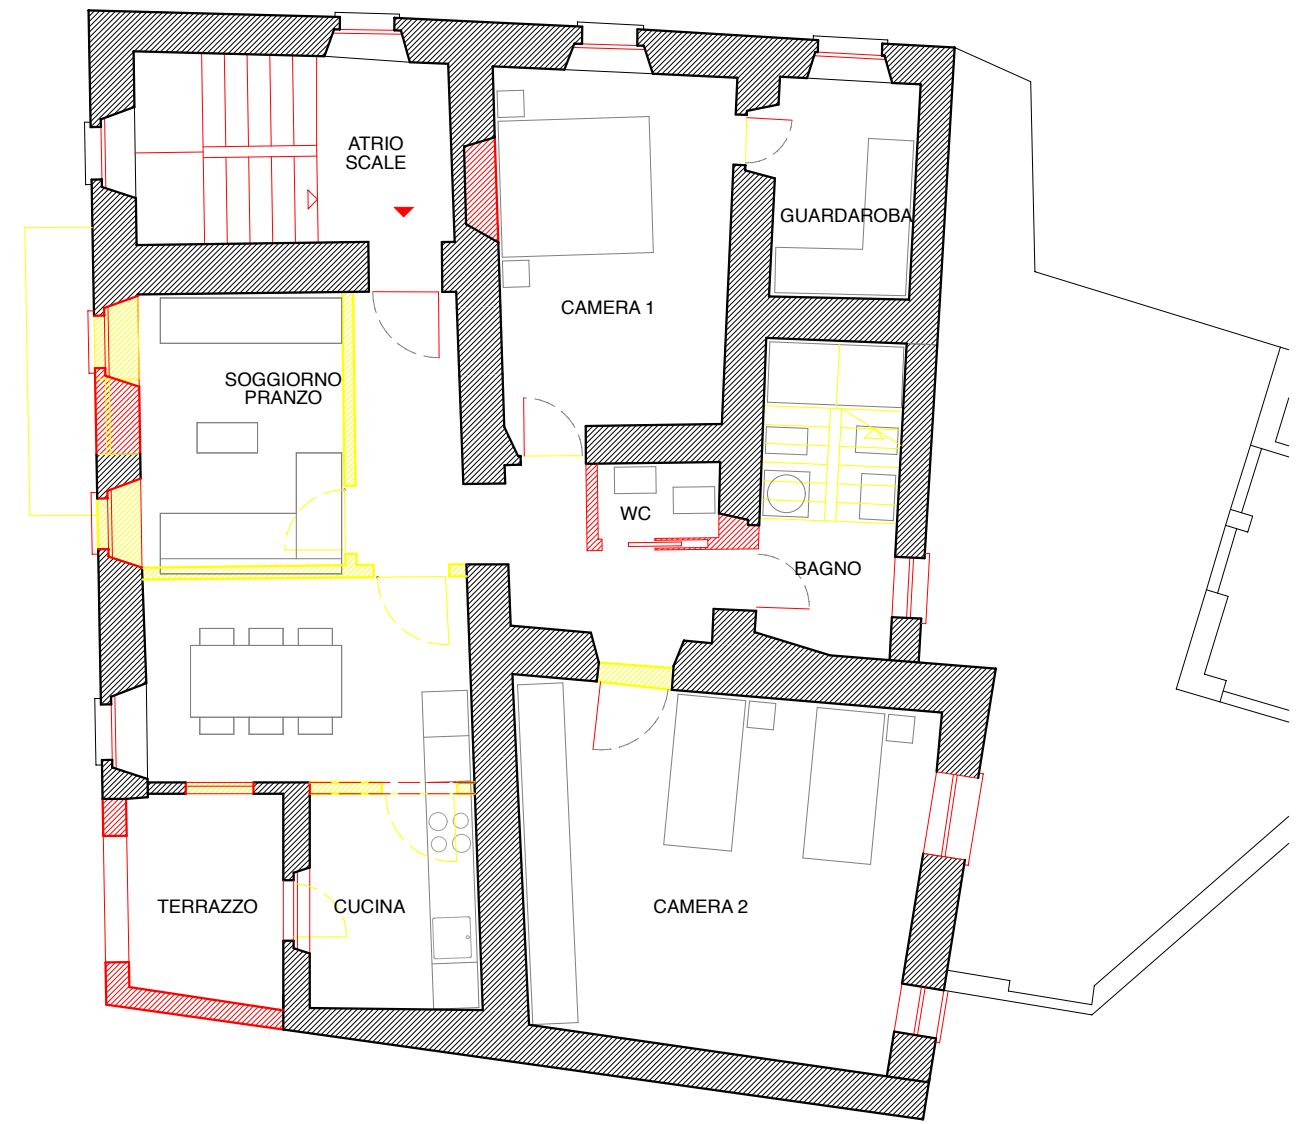 ATRIO
SCALE
GUARDAROBA
CAMERA 1
SOGGIORNO
PRANZO
WC
BAGNO
TERRAZZO
CUCINA
CAMERA 2